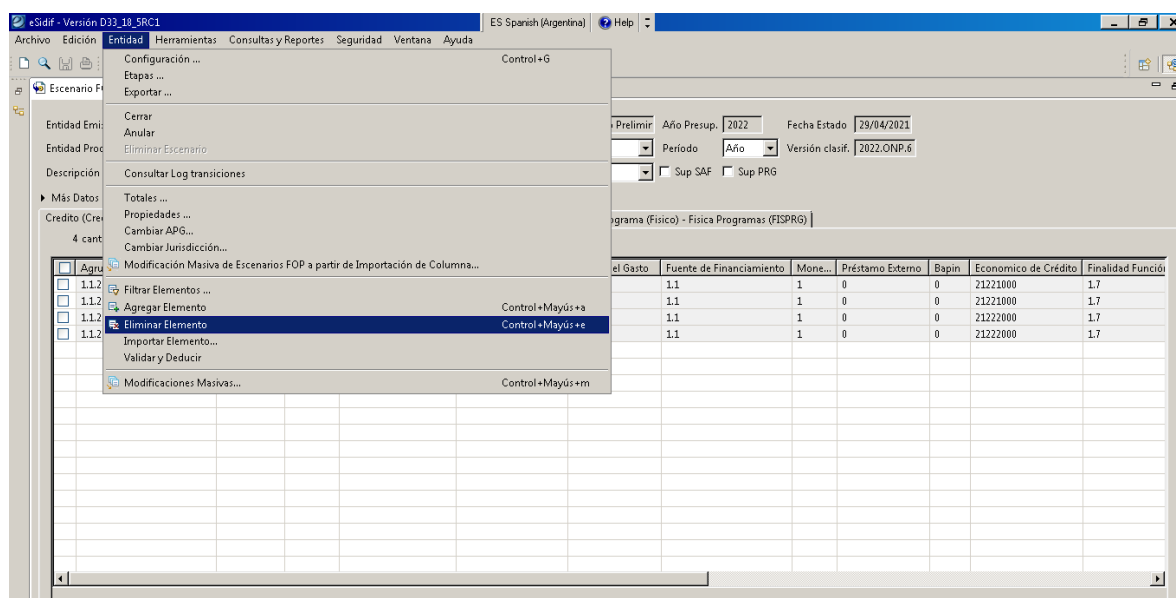 eSidif - Versión D33_18_5RC1 ES Spanish (Argentina) Help
Archivo Edición Entidad Herramientas Consultas y Reportes Seguridad Ventana Ayuda
Configuración ... Control+G
Etapas ...
Exportar ...
Cerrar
Anular
Eliminar Escenario
Consultar Log transiciones
Totales ...
Propiedades ...
Cambiar APG...
Cambiar Jurisdicción...
Modificación Masiva de Escenarios FOP a partir de Importación de Columna...
Filtrar Elementos ...
Agregar Elemento Control+Mayús+a
Eliminar Elemento Control+Mayús+e
Importar Elemento...
Validar y Deducir
Modificaciones Masivas... Control+Mayús+m
Escenario F
Entidad Emi Prelimir Año Presup. 2022 Fecha Estado 29/04/2021
Entidad Proc Período Año Versión clasif. 2022.ONP.6
Descripción Sup SAF Sup PRG
Más Datos
Credito (Cre ograma (Fisico) - Fisica Programas (FISPRG)
4 cant
Agru el Gasto Fuente de Financiamiento Mone... Préstamo Externo Bapin Economico de Crédito Finalidad Funció
1.1.2 1.1 1 0 0 21221000 1.7
1.1.2 1.1 1 0 0 21221000 1.7
1.1.2 1.1 1 0 0 21222000 1.7
1.1.2 1.1 1 0 0 21222000 1.7